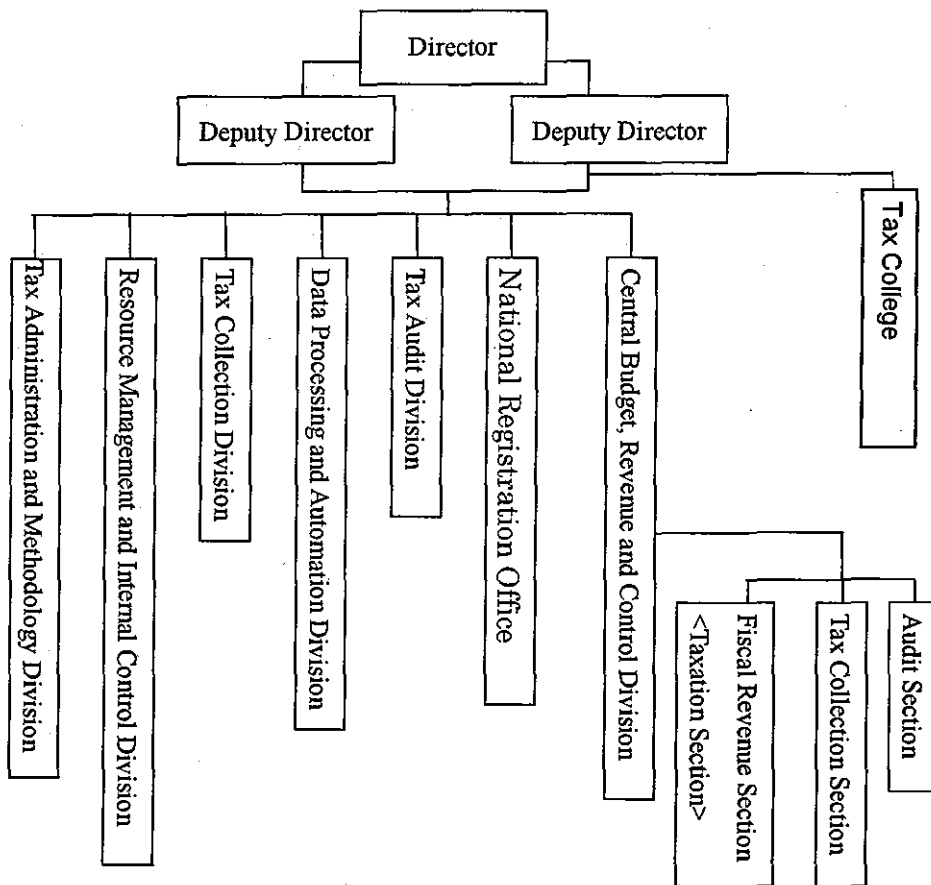 Director
Deputy Director
Deputy Director
Tax College
Tax Administration and Methodology Division
Resource Management and Internal Control Division
Tax Collection Division
Data Processing and Automation Division
Tax Audit Division
National Registration Office
Central Budget, Revenue and Control Division
Fiscal Revenue Section
<Taxation Section>
Tax Collection Section
Audit Section